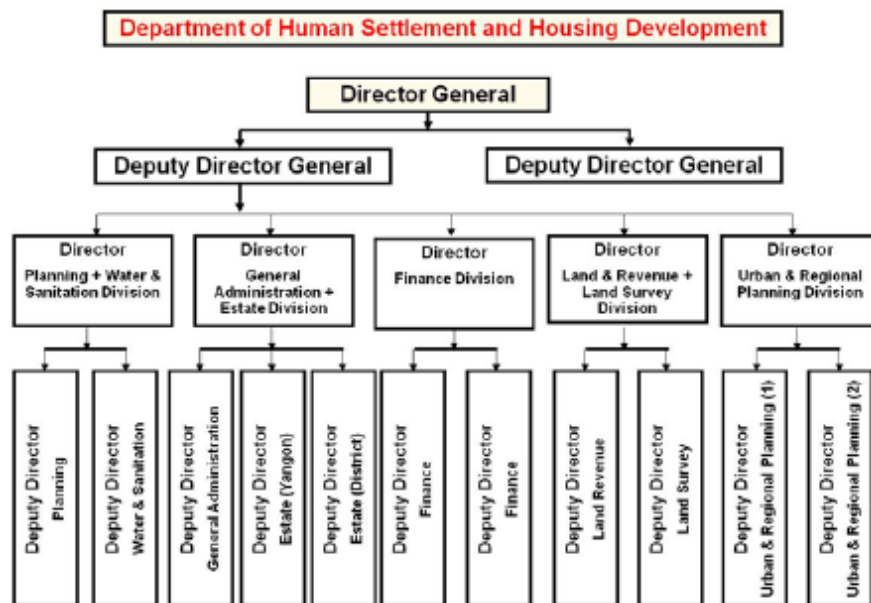 Department of Human Settlement and Housing Development
Director General
Deputy Director General
Deputy Director General
Director
Planning + Water &
Sanitation Division
Director
General
Administration +
Estate Division
Director
Finance Division
Director
Land & Revenue +
Land Survey
Division
Director
Urban & Regional
Planning Division
Deputy Director
Planning
Deputy Director
Water & Sanitation
Deputy Director
General Administration
Deputy Director
Estate (Yangon)
Deputy Director
Estate (District)
Deputy Director
Finance
Deputy Director
Finance
Deputy Director
Land Revenue
Deputy Director
Land Survey
Deputy Director
Urban & Regional Planning (1)
Deputy Director
Urban & Regional Planning (2)